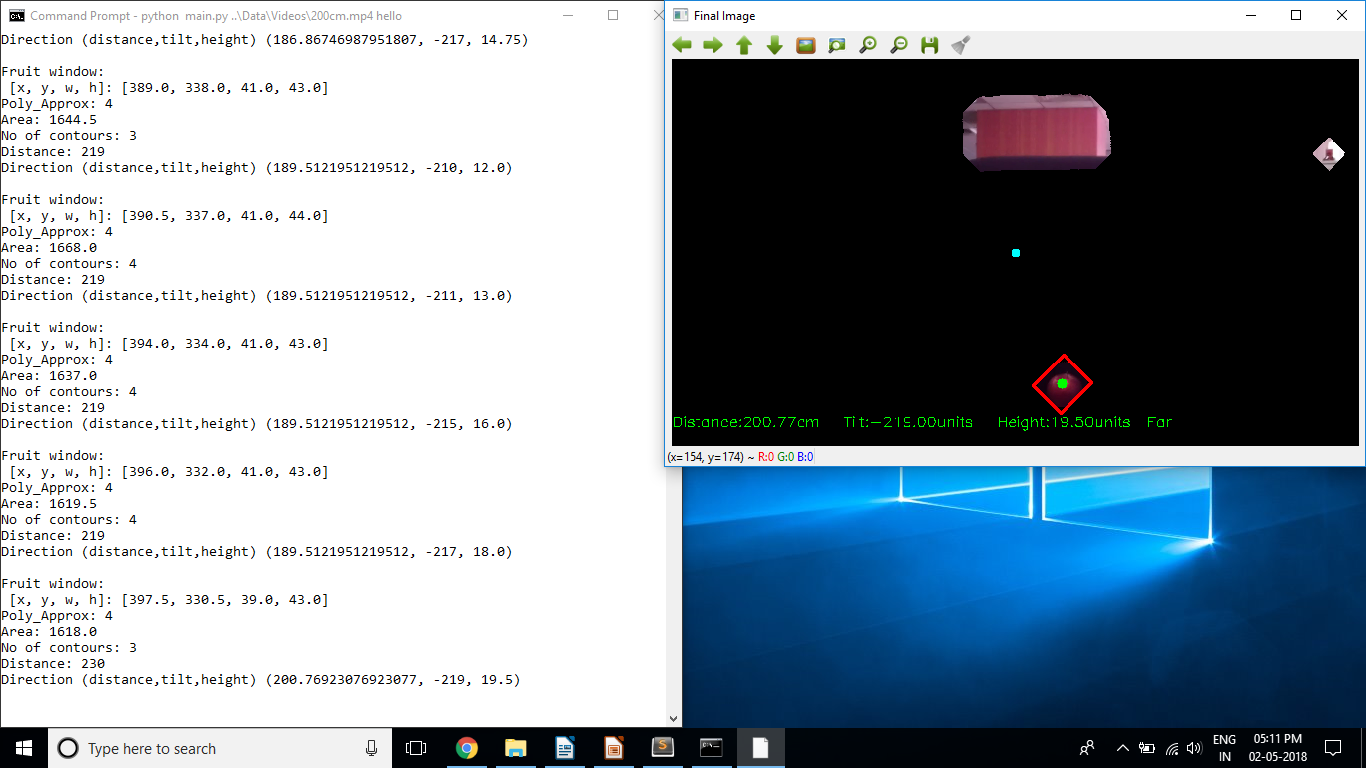 Command Prompt - python main.py ..\Data\Videos\200cm.mp4 hello
Direction (distance,tilt,height) (186.86746987951807, -217, 14.75)
Fruit window:
[x, y, w, h]: [389.0, 338.0, 41.0, 43.0]
Poly_Approx: 4
Area: 1644.5
No of contours: 3
Distance: 219
Direction (distance,tilt,height) (189.5121951219512, -210, 12.0)
Fruit window:
[x, y, w, h]: [390.5, 337.0, 41.0, 44.0]
Poly_Approx: 4
Area: 1668.0
No of contours: 4
Distance: 219
Direction (distance,tilt,height) (189.5121951219512, -211, 13.0)
Fruit window:
[x, y, w, h]: [394.0, 334.0, 41.0, 43.0]
Poly_Approx: 4
Area: 1637.0
No of contours: 4
Distance: 219
Direction (distance,tilt,height) (189.5121951219512, -215, 16.0)
Fruit window:
[x, y, w, h]: [396.0, 332.0, 41.0, 43.0]
Poly_Approx: 4
Area: 1619.5
No of contours: 4
Distance: 219
Direction (distance,tilt,height) (189.5121951219512, -217, 18.0)
Fruit window:
[x, y, w, h]: [397.5, 330.5, 39.0, 43.0]
Poly_Approx: 4
Area: 1618.0
No of contours: 3
Distance: 230
Direction (distance,tilt,height) (200.76923076923077, -219, 19.5)
Final Image
Distance:200.77cm Tilt:-219.00units Height:19.50units Far
(x=154, y=174) ~ R:0 G:0 B:0
Type here to search
ENG
IN
05:11 PM
02-05-2018